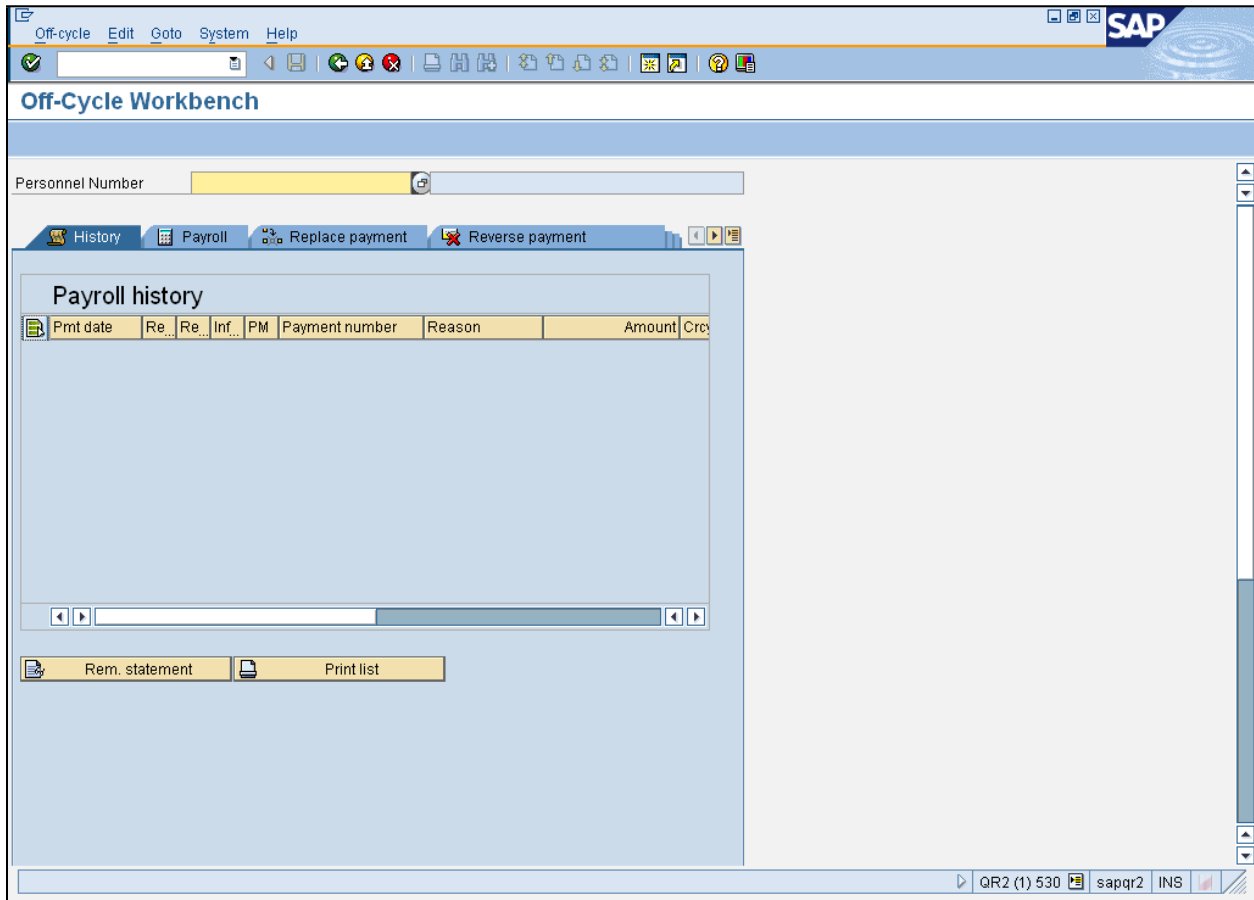 Off-cycle Edit Goto System Help
SAP
Off-Cycle Workbench
Personnel Number
History Payroll Replace payment Reverse payment
Payroll history
Pmt date Re... Re... Inf... PM Payment number Reason Amount Crcy
Rem. statement Print list
QR2 (1) 530 sapqr2 INS